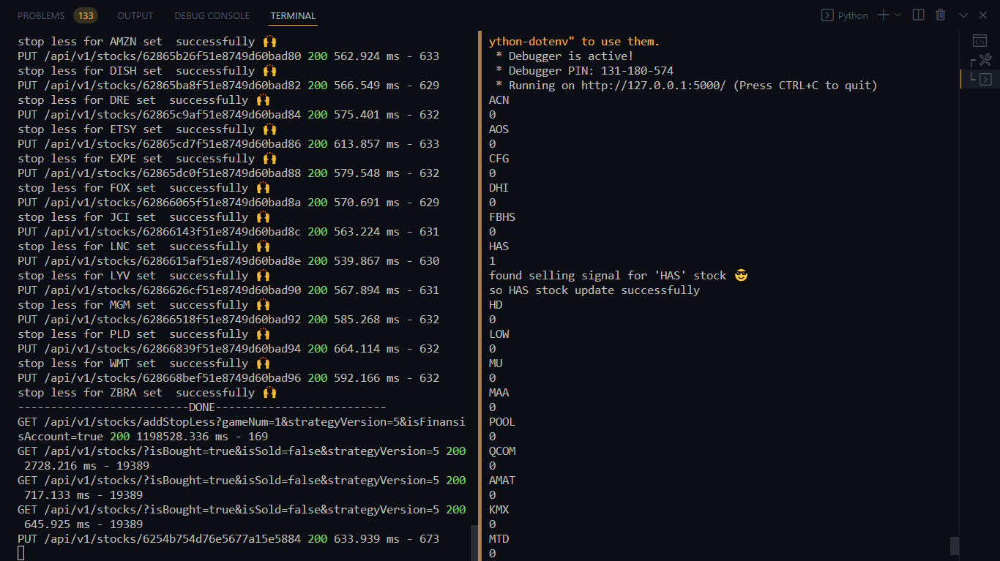 PROBLEMS 133 OUTPUT DEBUG CONSOLE TERMINAL Python
stop less for AMZN set  successfully 🙌
PUT /api/v1/stocks/62865b26f51e8749d60bad80 200 562.924 ms - 633
stop less for DISH set  successfully 🙌
PUT /api/v1/stocks/62865ba8f51e8749d60bad82 200 566.549 ms - 629
stop less for DRE set  successfully 🙌
PUT /api/v1/stocks/62865c9af51e8749d60bad84 200 575.401 ms - 632
stop less for ETSY set  successfully 🙌
PUT /api/v1/stocks/62865cd7f51e8749d60bad86 200 613.857 ms - 633
stop less for EXPE set  successfully 🙌
PUT /api/v1/stocks/62865dc0f51e8749d60bad88 200 579.548 ms - 632
stop less for FOX set  successfully 🙌
PUT /api/v1/stocks/62866065f51e8749d60bad8a 200 570.691 ms - 629
stop less for JCI set  successfully 🙌
PUT /api/v1/stocks/62866143f51e8749d60bad8c 200 563.224 ms - 631
stop less for LNC set  successfully 🙌
PUT /api/v1/stocks/6286615af51e8749d60bad8e 200 539.867 ms - 630
stop less for LYV set  successfully 🙌
PUT /api/v1/stocks/6286626cf51e8749d60bad90 200 567.894 ms - 631
stop less for MGM set  successfully 🙌
PUT /api/v1/stocks/62866518f51e8749d60bad92 200 585.268 ms - 632
stop less for PLD set  successfully 🙌
PUT /api/v1/stocks/62866839f51e8749d60bad94 200 664.114 ms - 632
stop less for WMT set  successfully 🙌
PUT /api/v1/stocks/628668bef51e8749d60bad96 200 592.166 ms - 632
stop less for ZBRA set  successfully 🙌
--------------------------DONE--------------------------
GET /api/v1/stocks/addStopLess?gameNum=1&strategyVersion=5&isFinansi
sAccount=true 200 1198528.336 ms - 169
GET /api/v1/stocks/?isBought=true&isSold=false&strategyVersion=5 200
2728.216 ms - 19389
GET /api/v1/stocks/?isBought=true&isSold=false&strategyVersion=5 200
717.133 ms - 19389
GET /api/v1/stocks/?isBought=true&isSold=false&strategyVersion=5 200
645.925 ms - 19389
PUT /api/v1/stocks/6254b754d76e5677a15e5884 200 633.939 ms - 673
ython-dotenv" to use them.
* Debugger is active!
* Debugger PIN: 131-180-574
* Running on http://127.0.0.1:5000/ (Press CTRL+C to quit)
ACN
0
AOS
0
CFG
0
DHI
0
FBHS
0
HAS
1
found selling signal for 'HAS' stock 😎
so HAS stock update successfully
HD
0
LOW
0
MU
0
MAA
0
POOL
0
QCOM
0
AMAT
0
KMX
0
MTD
0